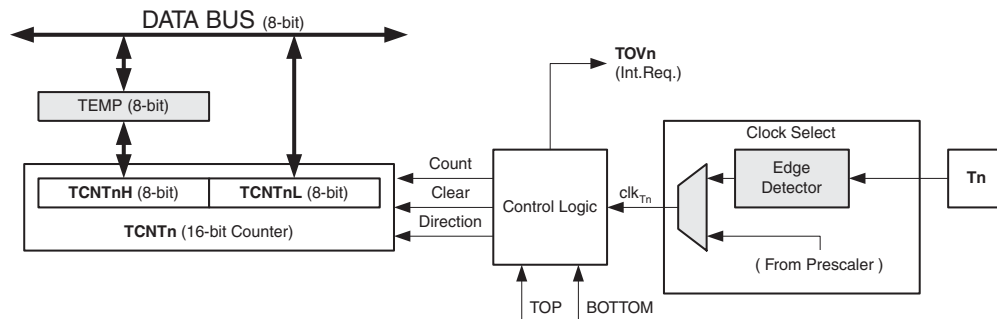 DATA BUS (8-bit)
TOVn
(Int.Req.)
TEMP (8-bit)
Clock Select
Count
Edge
Detector
Tn
TCNTnH (8-bit)
TCNTnL (8-bit)
Clear
Control Logic
clkTn
TCNTn (16-bit Counter)
Direction
( From Prescaler )
TOP
BOTTOM